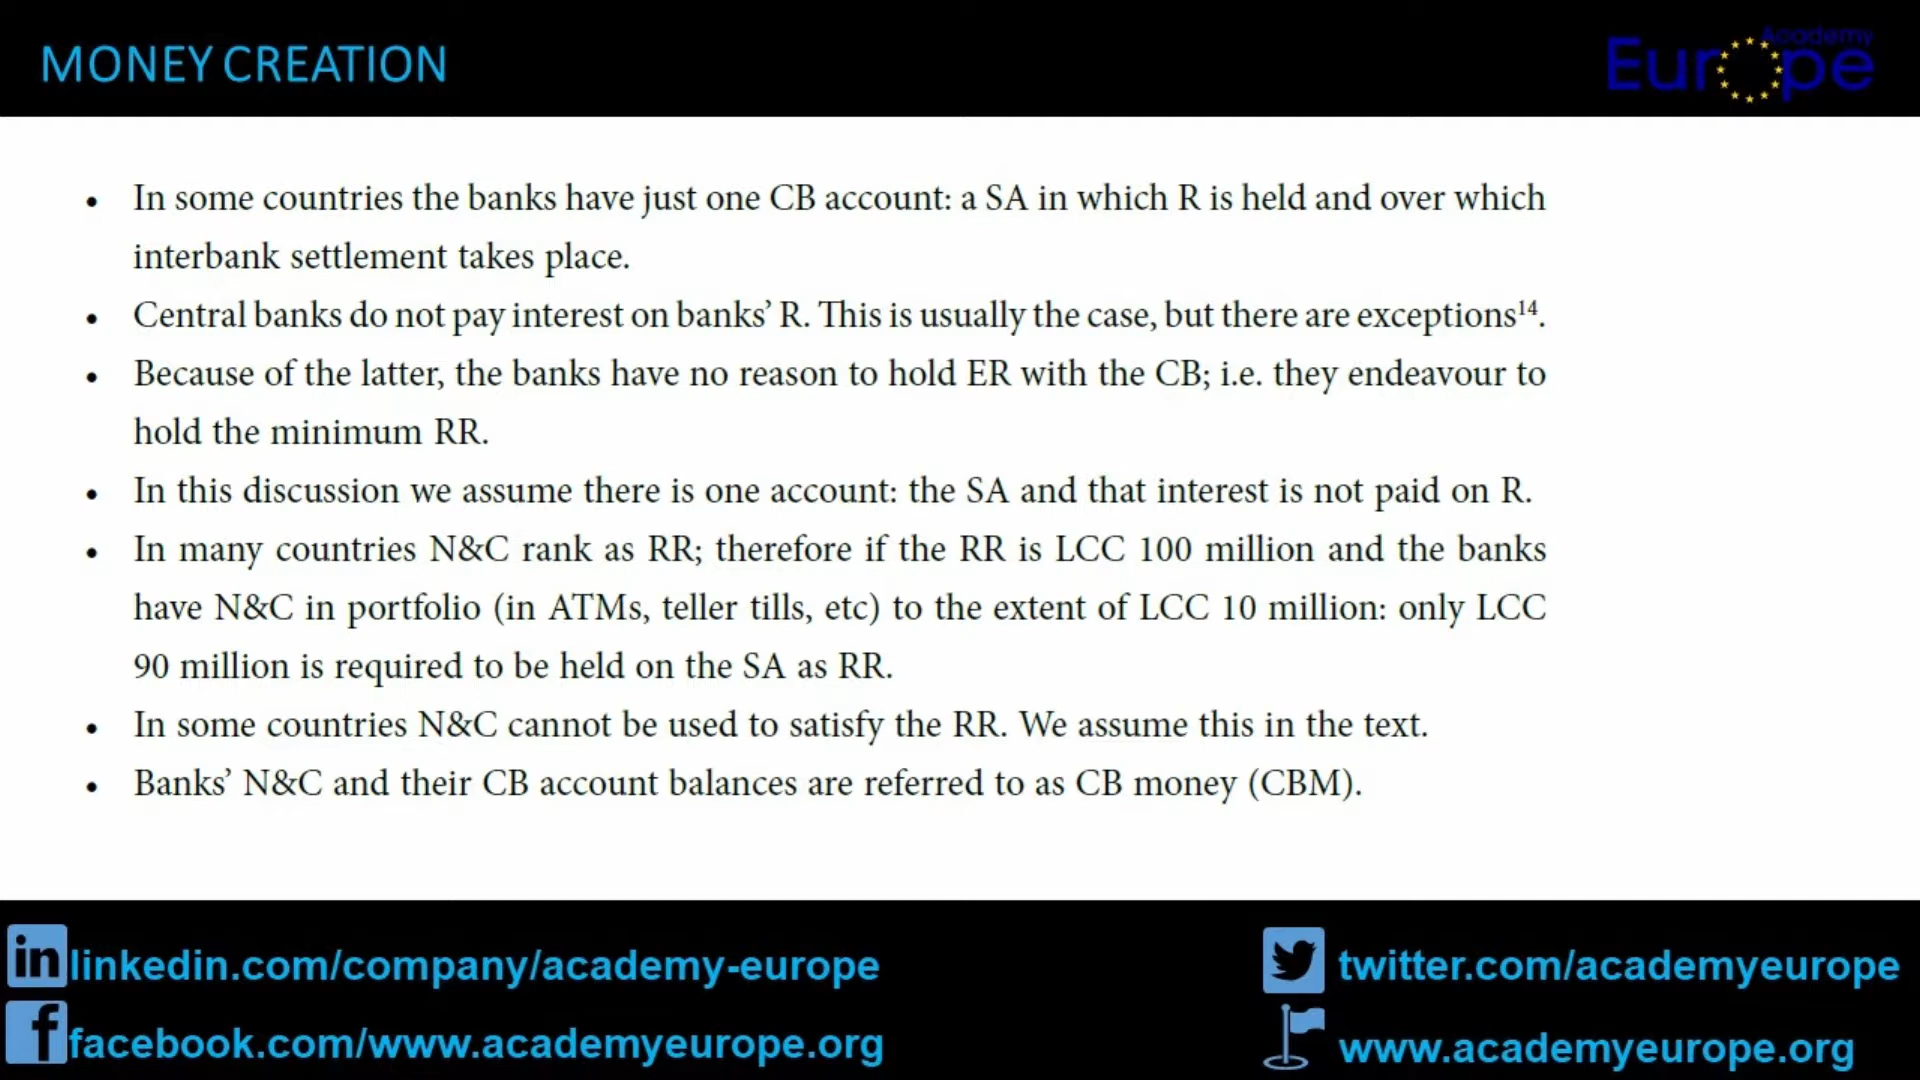 MONEY CREATION
Academy
Europe
• In some countries the banks have just one CB account: a SA in which R is held and over which
interbank settlement takes place.
• Central banks do not pay interest on banks’ R. This is usually the case, but there are exceptions¹⁴.
• Because of the latter, the banks have no reason to hold ER with the CB; i.e. they endeavour to
hold the minimum RR.
• In this discussion we assume there is one account: the SA and that interest is not paid on R.
• In many countries N&C rank as RR; therefore if the RR is LCC 100 million and the banks
have N&C in portfolio (in ATMs, teller tills, etc) to the extent of LCC 10 million: only LCC
90 million is required to be held on the SA as RR.
• In some countries N&C cannot be used to satisfy the RR. We assume this in the text.
• Banks’ N&C and their CB account balances are referred to as CB money (CBM).
in linkedin.com/company/academy-europe
twitter.com/academyeurope
f facebook.com/www.academyeurope.org
www.academyeurope.org